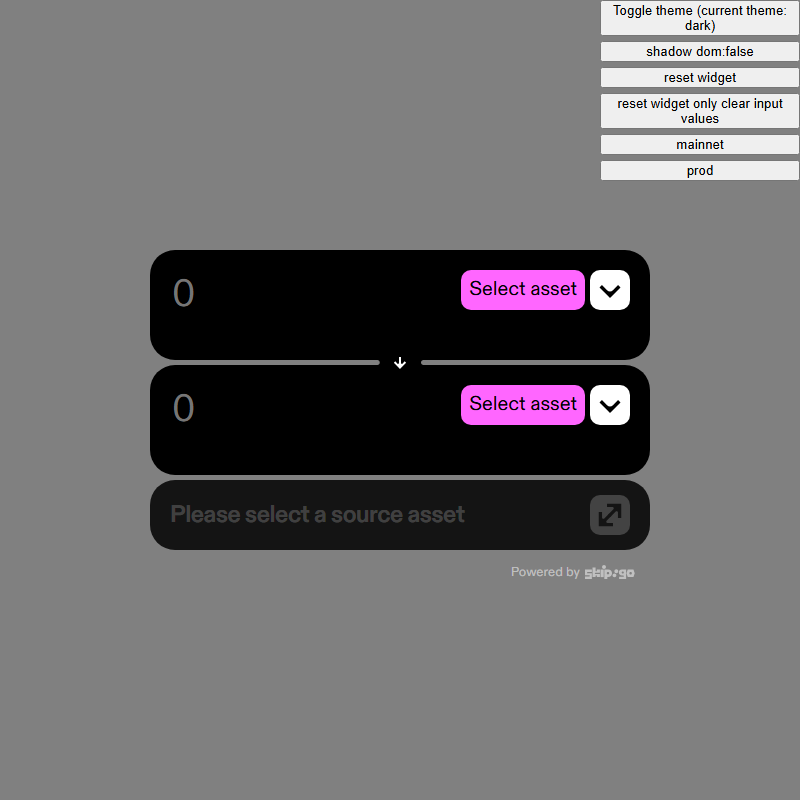 Toggle theme (current theme:
dark)
shadow dom:false
reset widget
reset widget only clear input
values
mainnet
prod
0
Select asset
0
Select asset
Please select a source asset
Powered by skip:go